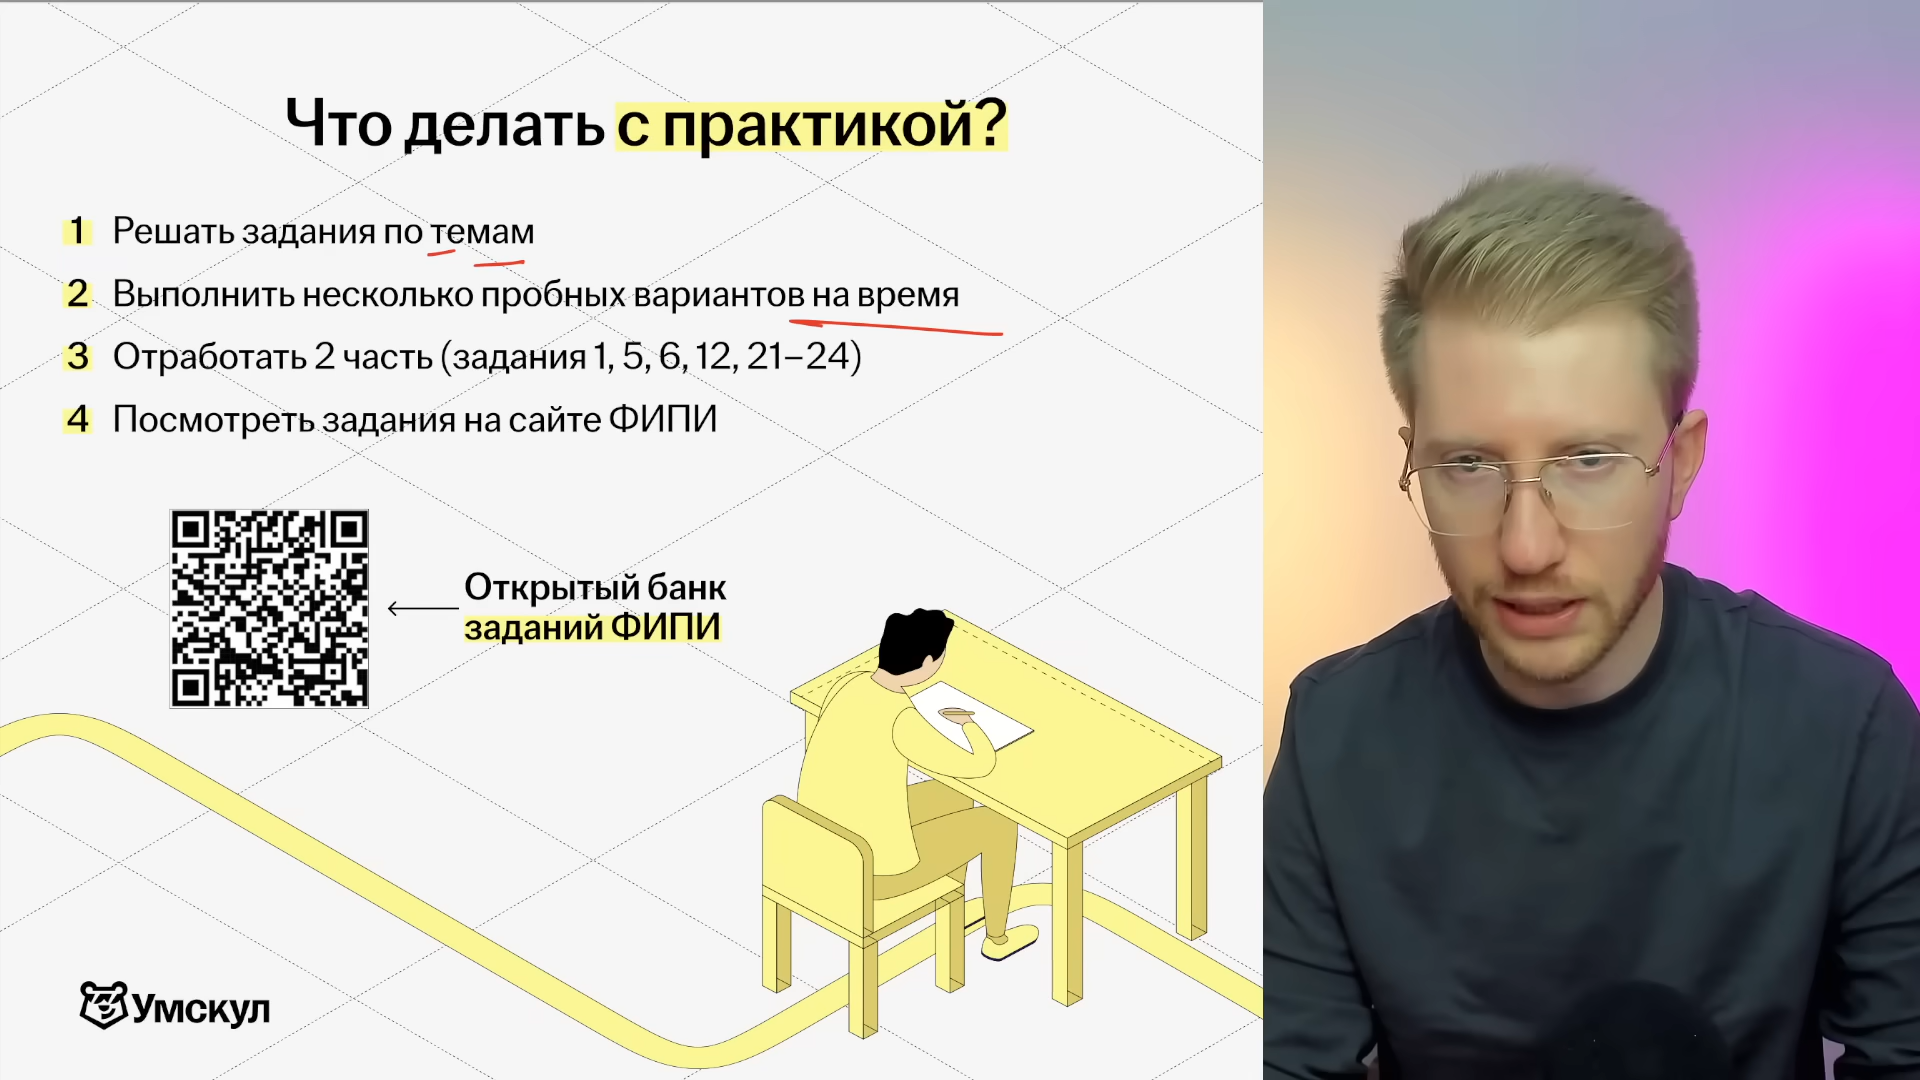 Что делать с практикой?
1 Решать задания по темам
2 Выполнить несколько пробных вариантов на время
3 Отработать 2 часть (задания 1, 5, 6, 12, 21–24)
4 Посмотреть задания на сайте ФИПИ
Открытый банк
заданий ФИПИ
Умскул